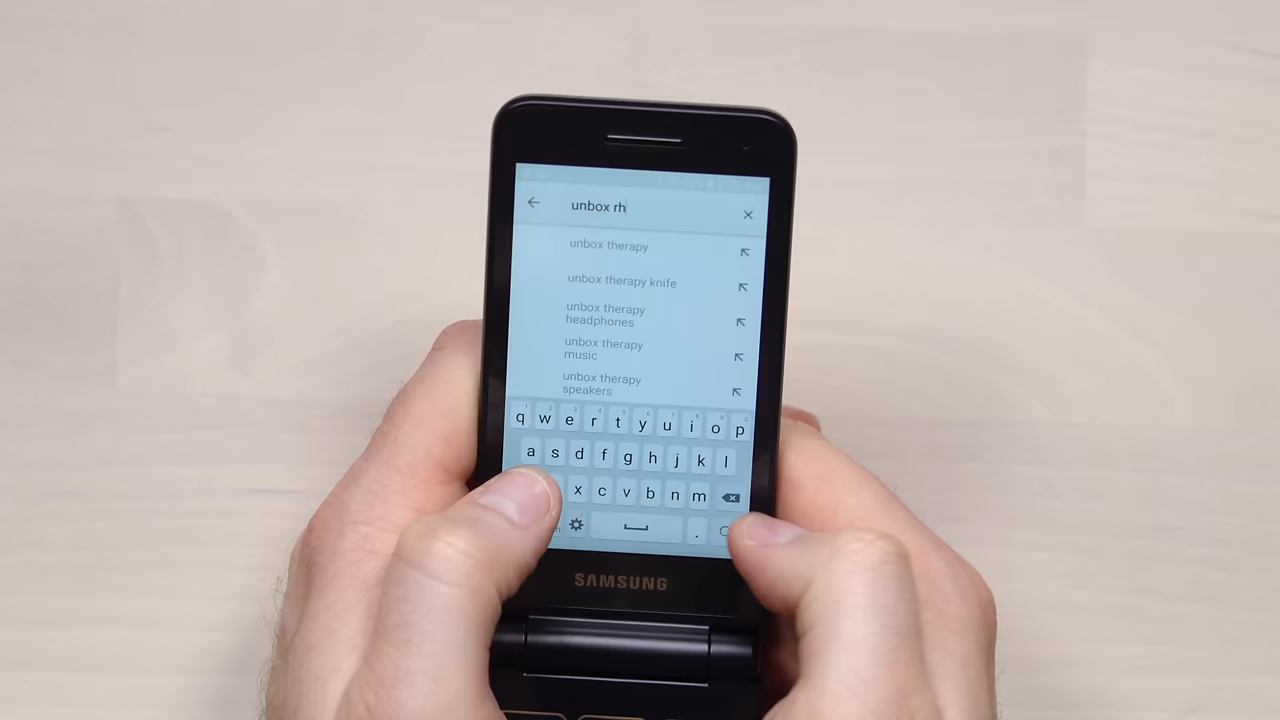 unbox rh
unbox therapy
unbox therapy knife
unbox therapy
headphones
unbox therapy
music
unbox therapy
speakers
q w e r t y u i o p
a s d f g h j k l
x c v b n m
.
SAMSUNG